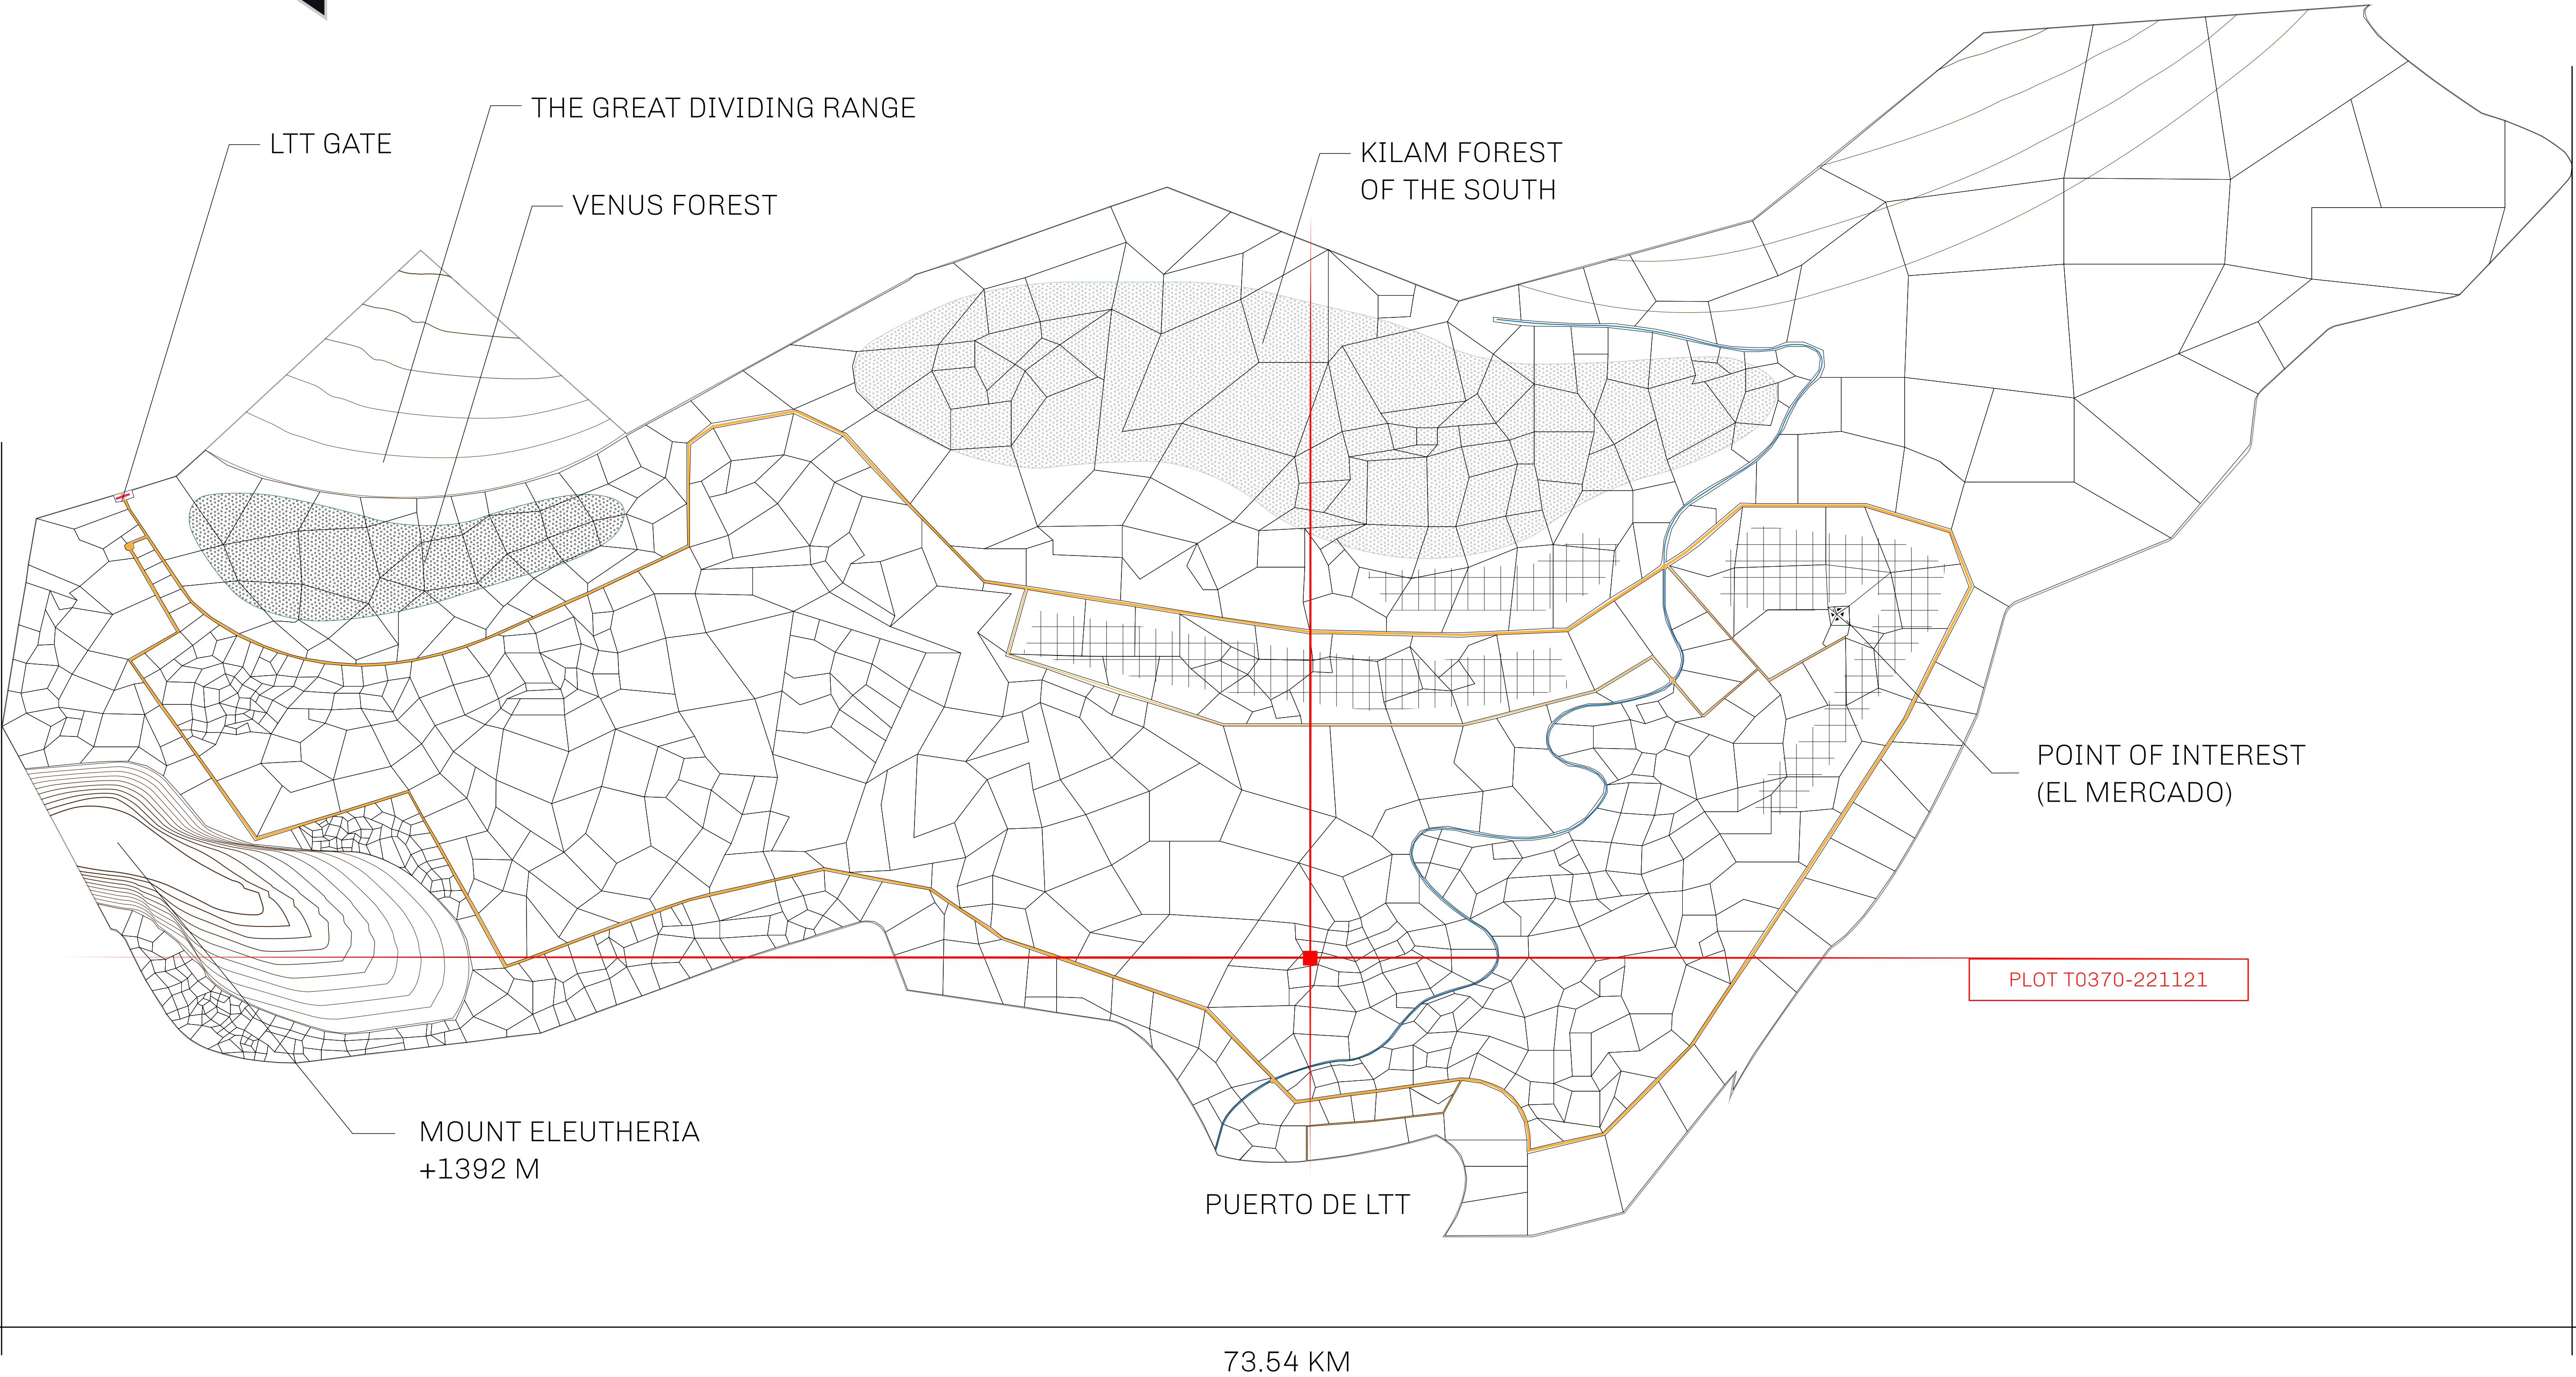 THE GREAT DIVIDING RANGE
LTT GATE
VENUS FOREST
KILAM FOREST
OF THE SOUTH
POINT OF INTEREST
(EL MERCADO)
PLOT T0370-221121
MOUNT ELEUTHERIA
+1392 M
PUERTO DE LTT
73.54 KM